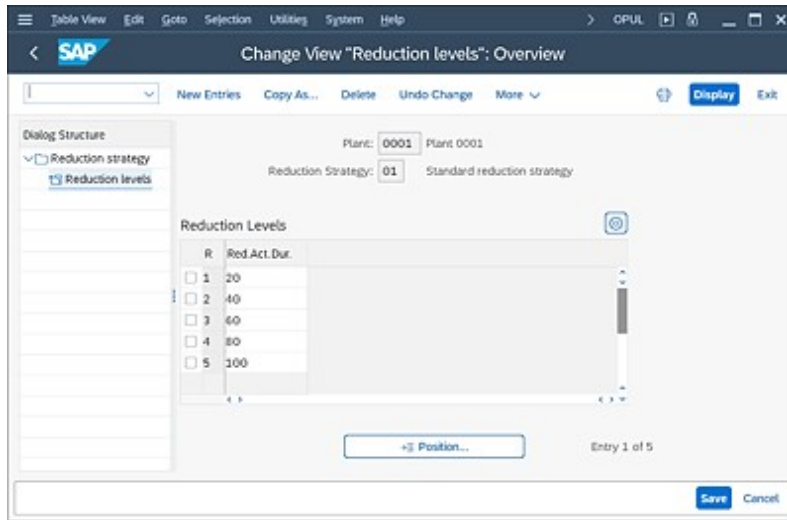 Table View Edit Goto Selection Utilities System Help OPUL
SAP Change View "Reduction levels": Overview
New Entries Copy As... Delete Undo Change More Display Exit
Dialog Structure
Reduction strategy
Reduction levels
Plant: 0001 Plant 0001
Reduction Strategy: 01 Standard reduction strategy
Reduction Levels
R Red.Act.Dur.
1 20
2 40
3 60
4 80
5 100
Position... Entry 1 of 5
Save Cancel